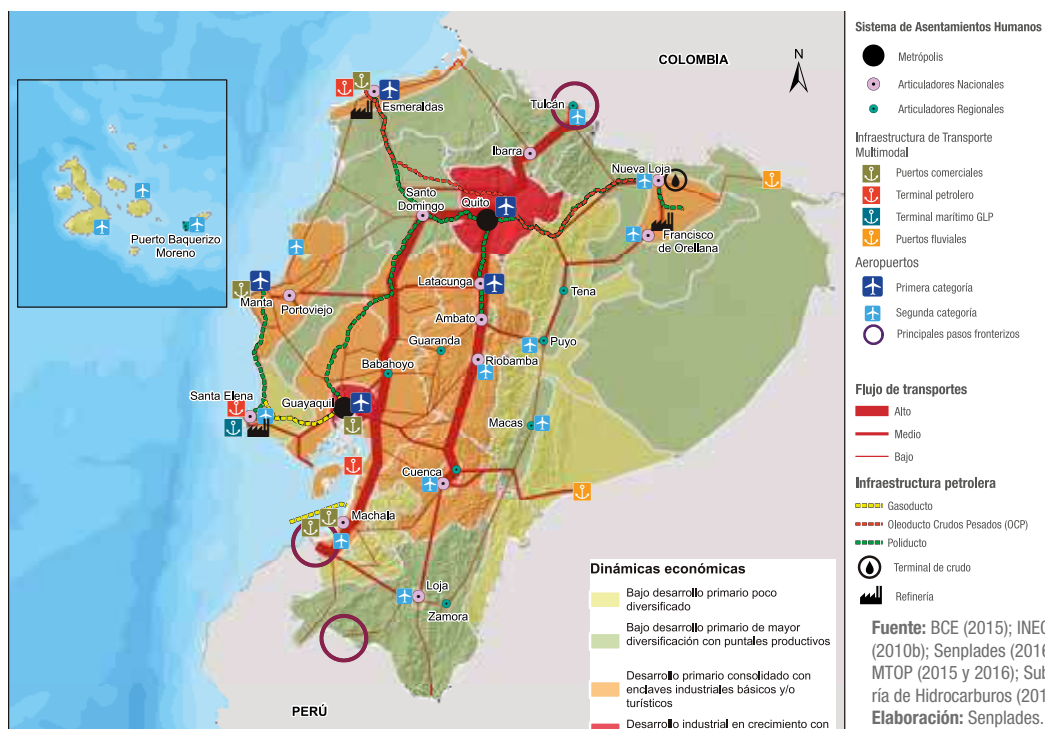 COLOMBIA
N
Tulcán
Esmeraldas
Ibarra
Nueva Loja
Santo
Domingo
Quito
Francisco
de Orellana
Puerto Baquerizo
Moreno
Latacunga
Tena
Manta
Portoviejo
Ambato
Guaranda
Puyo
Riobamba
Babahoyo
Santa Elena
Guayaquil
Macas
Cuenca
Machala
Loja
Zamora
PERÚ
Dinámicas económicas
Bajo desarrollo primario poco
diversificado
Bajo desarrollo primario de mayor
diversificación con puntales productivos
Desarrollo primario consolidado con
enclaves industriales básicos y/o
turísticos
Desarrollo industrial en crecimiento con
Sistema de Asentamientos Humanos
Metrópolis
Articuladores Nacionales
Articuladores Regionales
Infraestructura de Transporte
Multimodal
Puertos comerciales
Terminal petrolero
Terminal marítimo GLP
Puertos fluviales
Aeropuertos
Primera categoría
Segunda categoría
Principales pasos fronterizos
Flujo de transportes
Alto
Medio
Bajo
Infraestructura petrolera
Gasoducto
Oleoducto Crudos Pesados (OCP)
Poliducto
Terminal de crudo
Refinería
Fuente: BCE (2015); INEC
(2010b); Senplades (2016
MTOP (2015 y 2016); Sub
ría de Hidrocarburos (201
Elaboración: Senplades.